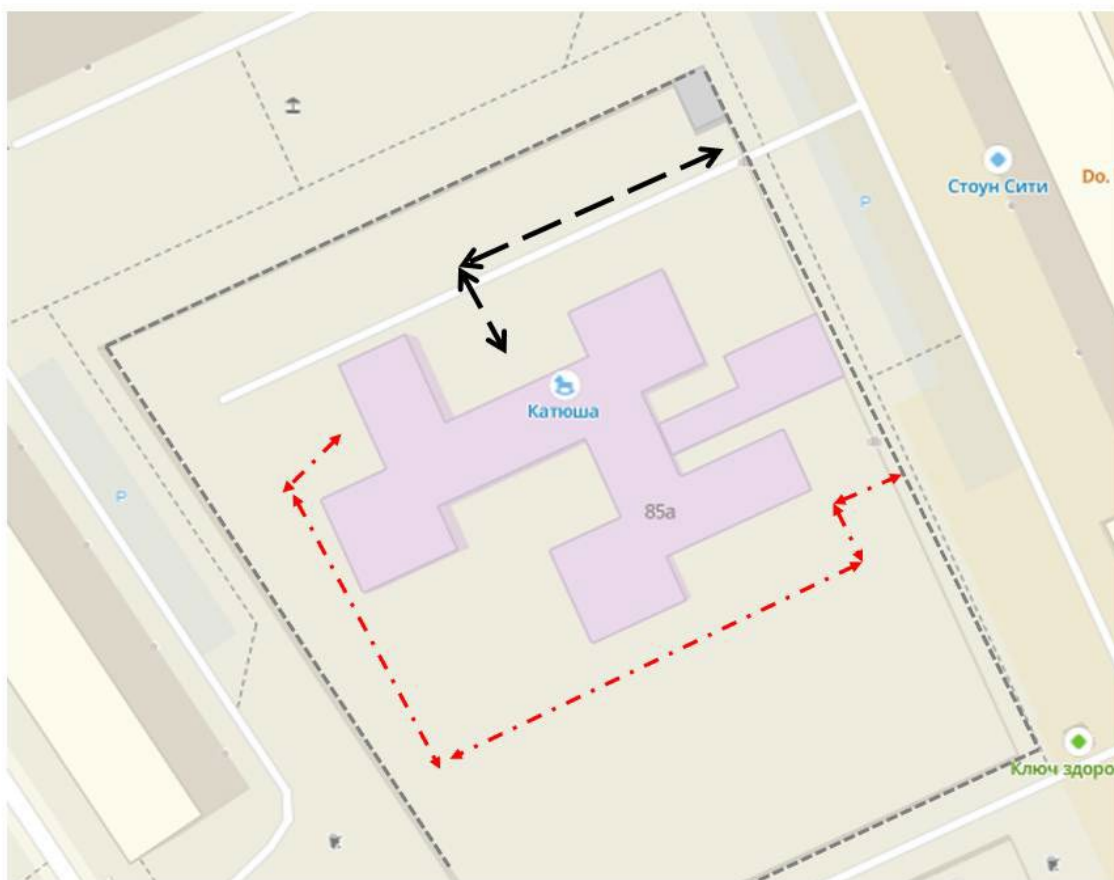 Стоун Сити
Do.
P
Катюша
85а
P
Ключ здоро